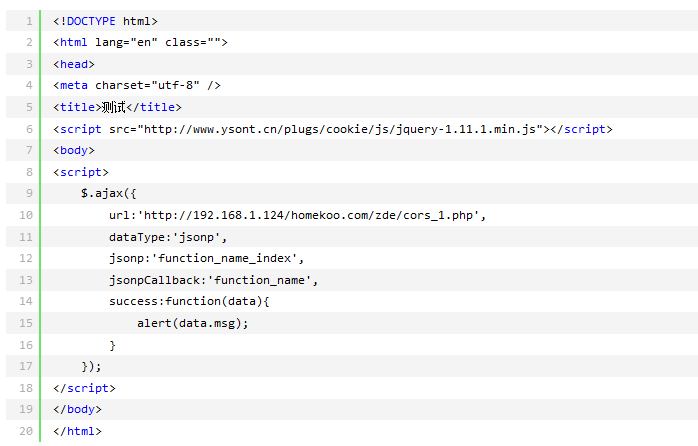 1 <!DOCTYPE html>
2 <html lang="en" class="">
3 <head>
4 <meta charset="utf-8" />
5 <title>测试</title>
6 <script src="http://www.ysont.cn/plugs/cookie/js/jquery-1.11.1.min.js"></script>
7 <body>
8 <script>
9     $.ajax({
10         url:'http://192.168.1.124/homekoo.com/zde/cors_1.php',
11         dataType:'jsonp',
12         jsonp:'function_name_index',
13         jsonpCallback:'function_name',
14         success:function(data){
15             alert(data.msg);
16         }
17     });
18 </script>
19 </body>
20 </html>